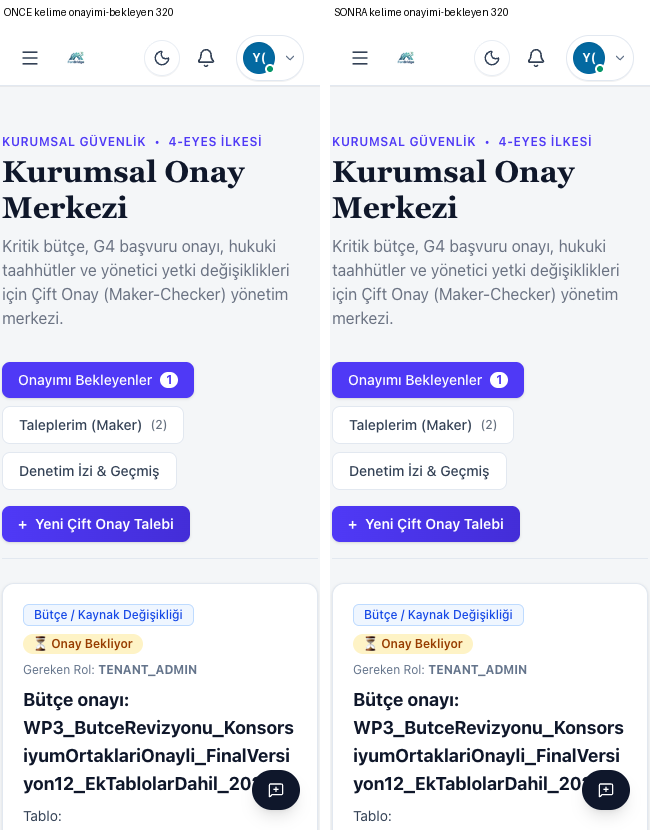 ONCE kelime onayimi-bekleyen 320
Y(
KURUMSAL GÜVENLİK • 4-EYES İLKESİ
Kurumsal Onay
Merkezi
Kritik bütçe, G4 başvuru onayı, hukuki
taahhütler ve yönetici yetki değişiklikleri
için Çift Onay (Maker-Checker) yönetim
merkezi.
Onayımı Bekleyenler 1
Taleplerim (Maker) (2)
Denetim İzi & Geçmiş
+ Yeni Çift Onay Talebi
Bütçe / Kaynak Değişikliği
⏳ Onay Bekliyor
Gereken Rol: TENANT_ADMIN
Bütçe onayı:
WP3_ButceRevizyonu_Konsors
iyumOrtaklariOnayli_FinalVersi
yon12_EkTablolarDahil_20
Tablo:
SONRA kelime onayimi-bekleyen 320
Y(
KURUMSAL GÜVENLİK • 4-EYES İLKESİ
Kurumsal Onay
Merkezi
Kritik bütçe, G4 başvuru onayı, hukuki
taahhütler ve yönetici yetki değişiklikleri
için Çift Onay (Maker-Checker) yönetim
merkezi.
Onayımı Bekleyenler 1
Taleplerim (Maker) (2)
Denetim İzi & Geçmiş
+ Yeni Çift Onay Talebi
Bütçe / Kaynak Değişikliği
⏳ Onay Bekliyor
Gereken Rol: TENANT_ADMIN
Bütçe onayı:
WP3_ButceRevizyonu_Konsors
iyumOrtaklariOnayli_FinalVersi
yon12_EkTablolarDahil_20
Tablo: